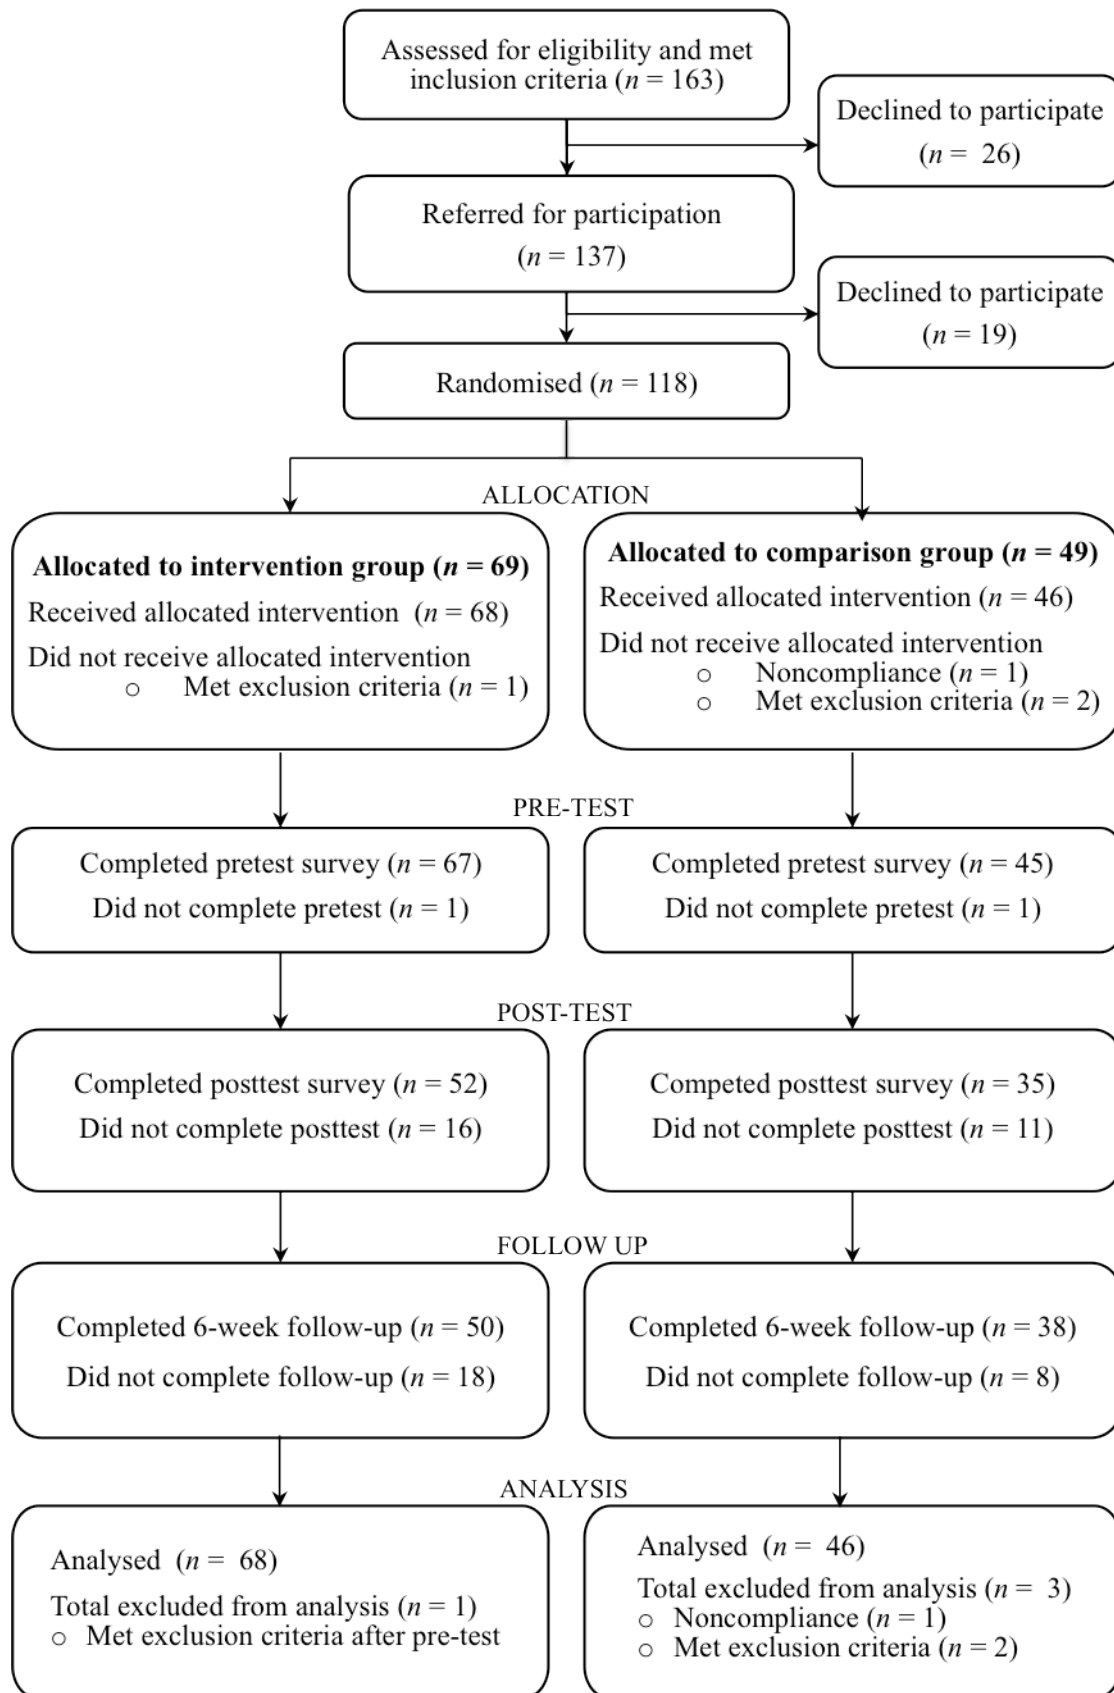 Assessed for eligibility and met
inclusion criteria (n = 163)
Declined to participate
(n = 26)
Referred for participation
(n = 137)
Declined to participate
(n = 19)
Randomised (n = 118)
ALLOCATION
Allocated to intervention group (n = 69)
Received allocated intervention (n = 68)
Did not receive allocated intervention
o Met exclusion criteria (n = 1)
Allocated to comparison group (n = 49)
Received allocated intervention (n = 46)
Did not receive allocated intervention
o Noncompliance (n = 1)
o Met exclusion criteria (n = 2)
PRE-TEST
Completed pretest survey (n = 67)
Did not complete pretest (n = 1)
Completed pretest survey (n = 45)
Did not complete pretest (n = 1)
POST-TEST
Completed posttest survey (n = 52)
Did not complete posttest (n = 16)
Competed posttest survey (n = 35)
Did not complete posttest (n = 11)
FOLLOW UP
Completed 6-week follow-up (n = 50)
Did not complete follow-up (n = 18)
Completed 6-week follow-up (n = 38)
Did not complete follow-up (n = 8)
ANALYSIS
Analysed (n = 68)
Total excluded from analysis (n = 1)
o Met exclusion criteria after pre-test
Analysed (n = 46)
Total excluded from analysis (n = 3)
o Noncompliance (n = 1)
o Met exclusion criteria (n = 2)